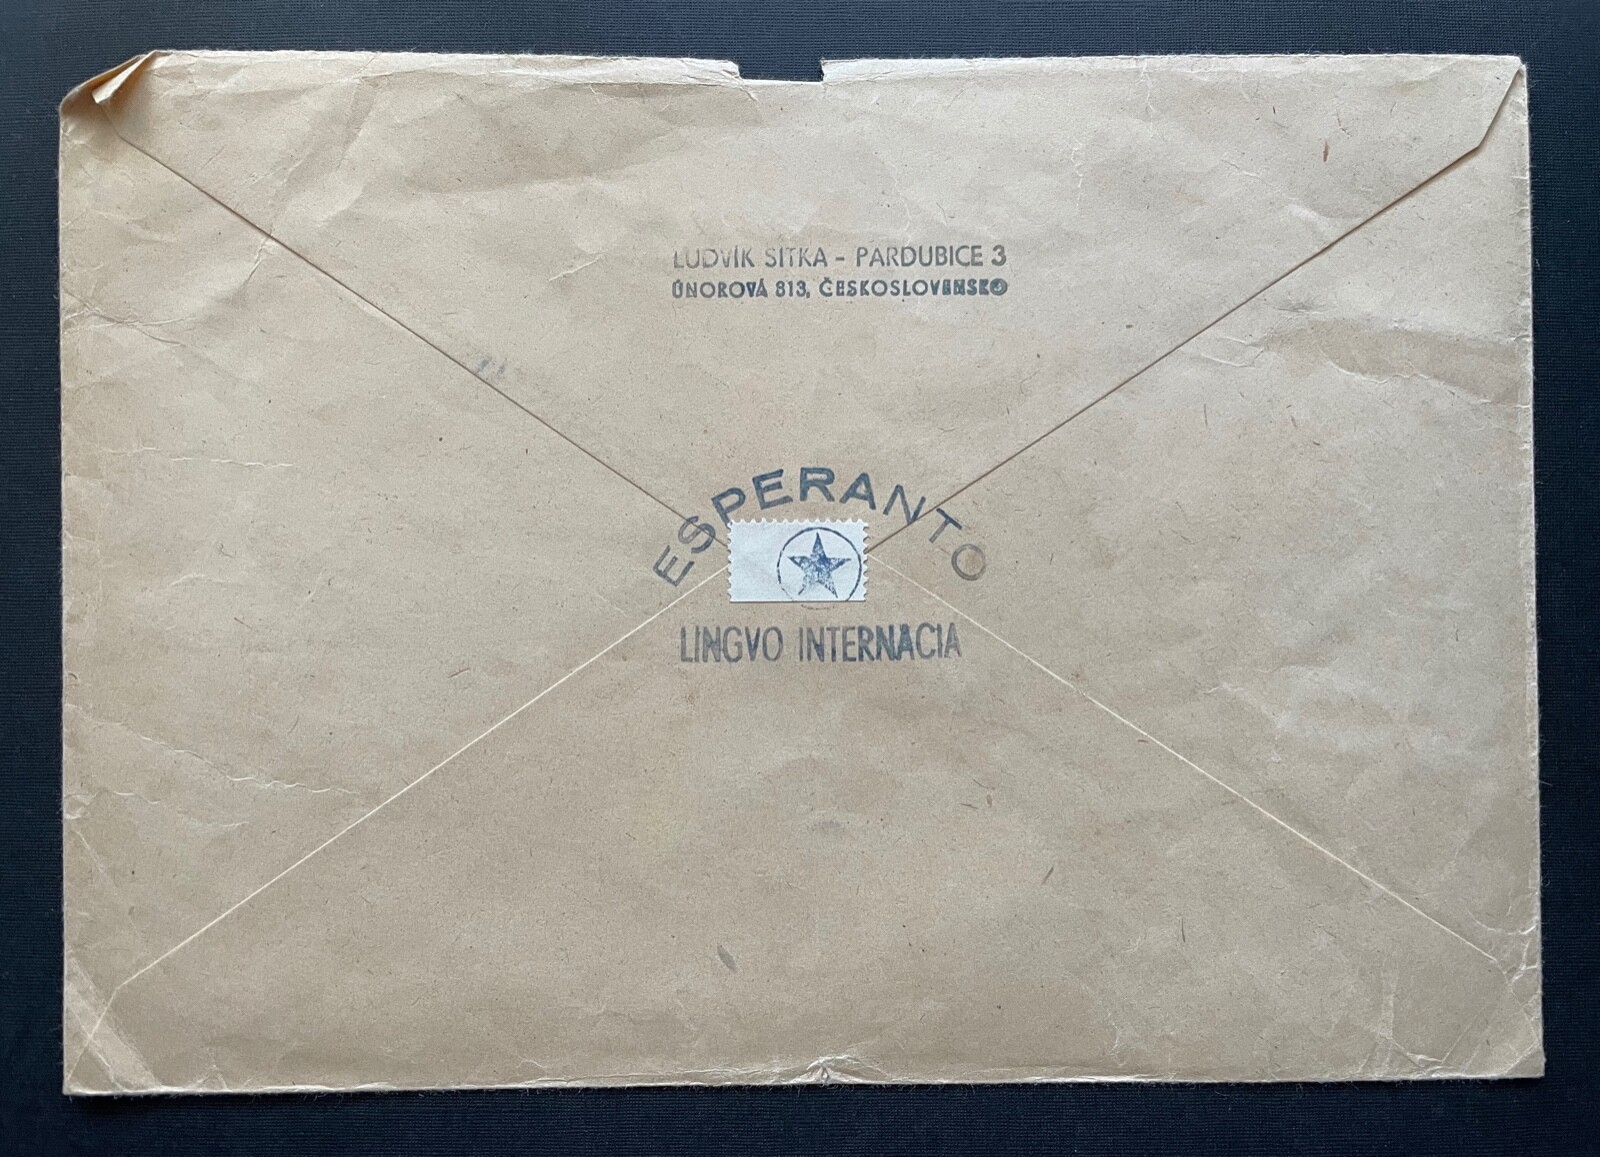 LUDVÍK SITKA - PARDUBICE 3
ÚNOROVÁ 813, ČESKOSLOVENSKO
ESPERANTO
LINGVO INTERNACIA